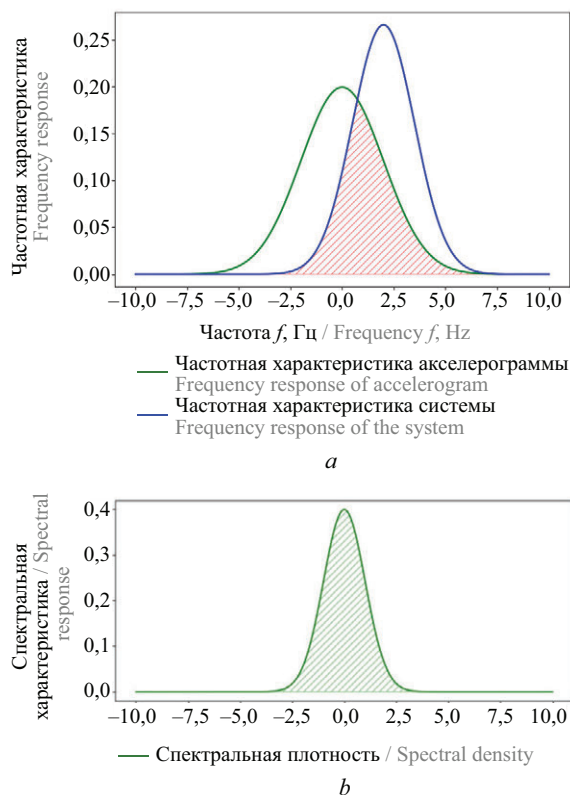 Частотная характеристика
Frequency response
0,25
0,20
0,15
0,10
0,05
0,00
−10,0 −7,5 −5,0 −2,5 0,0 2,5 5,0 7,5 10,0
Частота f, Гц / Frequency f, Hz
Частотная характеристика акселерограммы
Frequency response of accelerogram
Частотная характеристика системы
Frequency response of the system
a
Спектральная
характеристика / Spectral
response
0,4
0,3
0,2
0,1
0,0
−10,0 −7,5 −5,0 −2,5 0,0 2,5 5,0 7,5 10,0
Спектральная плотность / Spectral density
b